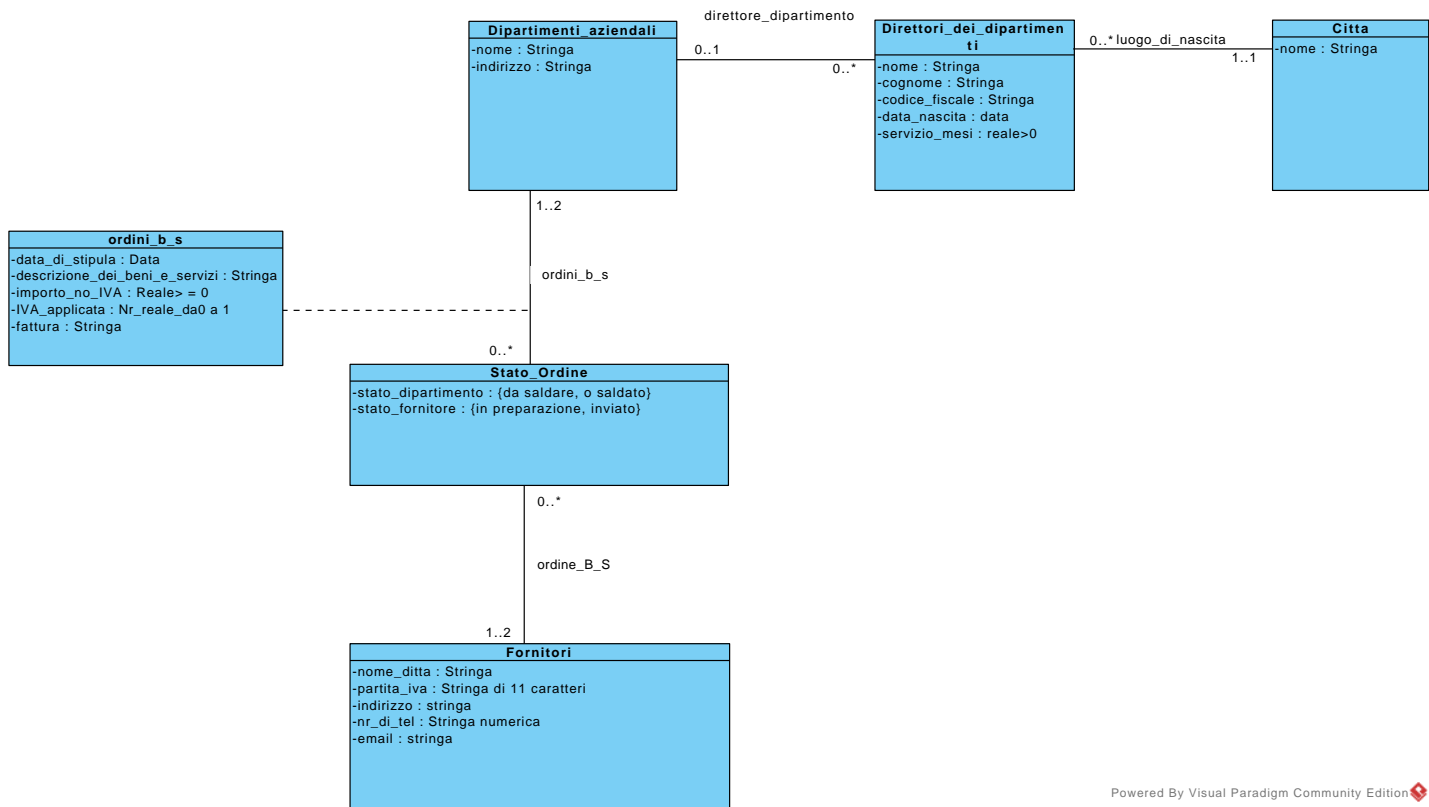 direttore_dipartimento
Dipartimenti_aziendali
-nome : Stringa
-indirizzo : Stringa
0..1
0..*
Direttori_dei_dipartimen
ti
-nome : Stringa
-cognome : Stringa
-codice_fiscale : Stringa
-data_nascita : data
-servizio_mesi : reale>0
0..* luogo_di_nascita
1..1
Citta
-nome : Stringa
1..2
ordini_b_s
-data_di_stipula : Data
-descrizione_dei_beni_e_servizi : Stringa
-importo_no_IVA : Reale> = 0
-IVA_applicata : Nr_reale_da0 a 1
-fattura : Stringa
ordini_b_s
0..*
Stato_Ordine
-stato_dipartimento : {da saldare, o saldato}
-stato_fornitore : {in preparazione, inviato}
0..*
ordine_B_S
1..2
Fornitori
-nome_ditta : Stringa
-partita_iva : Stringa di 11 caratteri
-indirizzo : stringa
-nr_di_tel : Stringa numerica
-email : stringa
Powered By Visual Paradigm Community Edition